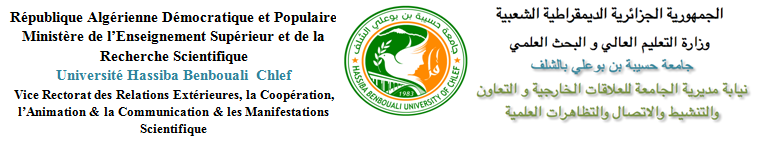 République Algérienne Démocratique et Populaire
Ministère de l’Enseignement Supérieur et de la
Recherche Scientifique
Université Hassiba Benbouali Chlef
Vice Rectorat des Relations Extérieures, la Coopération,
l’Animation & la Communication & les Manifestations
Scientifique
جامعة حسيبة بن بوعلي الشلف
HASSIBA BENBOUALI UNIVERSITY OF CHLEF
1983
الجمهورية الجزائرية الديمقراطية الشعبية
وزارة التعليم العالي و البحث العلمي
جامعة حسيبة بن بوعلي بالشلف
نيابة مديرية الجامعة للعلاقات الخارجية و التعاون
والتنشيط والاتصال والتظاهرات العلمية